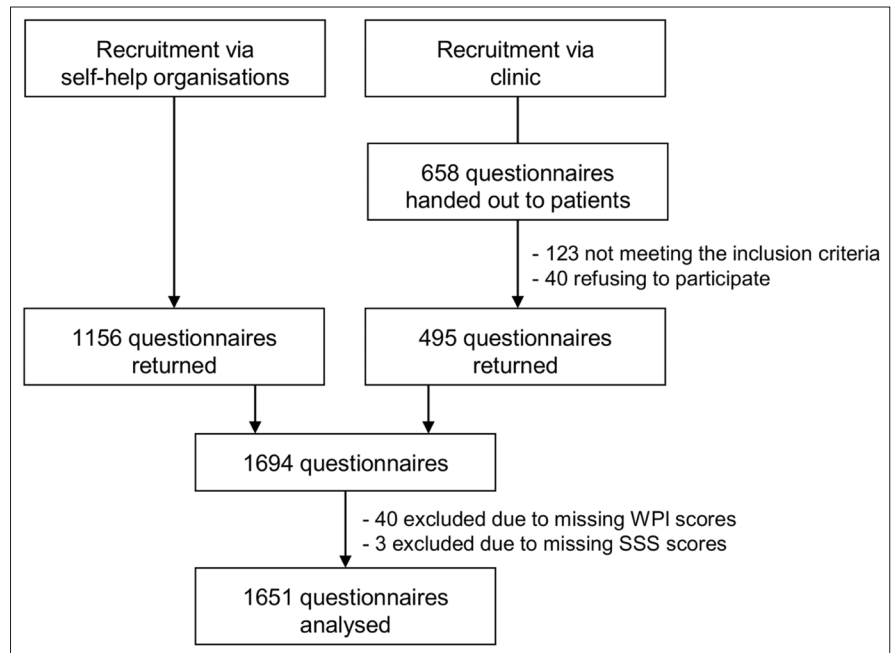 Recruitment via
self-help organisations
Recruitment via
clinic
658 questionnaires
handed out to patients
- 123 not meeting the inclusion criteria
- 40 refusing to participate
1156 questionnaires
returned
495 questionnaires
returned
1694 questionnaires
- 40 excluded due to missing WPI scores
- 3 excluded due to missing SSS scores
1651 questionnaires
analysed